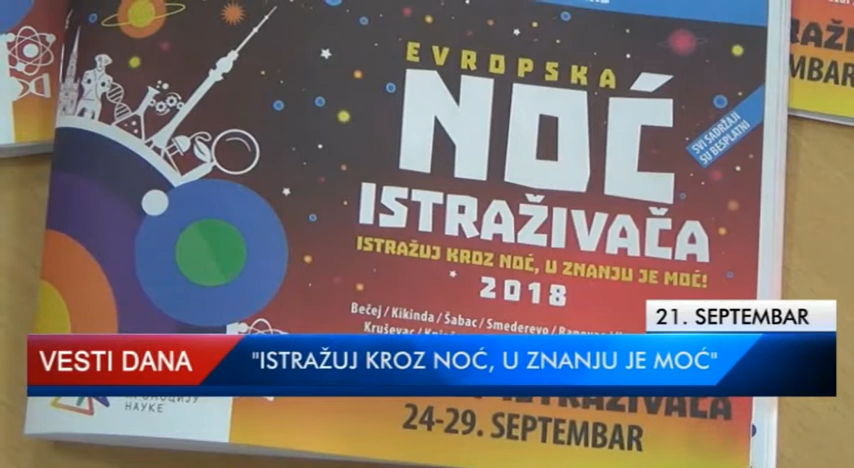 EVROPSKA
NOĆ
ISTRAŽIVAČA
ISTRAŽUJ KROZ NOĆ, U ZNANJU JE MOĆ!
2018
SVI SADRŽAJI
SU BESPLATNI
Bečej / Kikinda / Šabac / Smederevo /
Kruševac /
21. SEPTEMBAR
VESTI DANA
"ISTRAŽUJ KROZ NOĆ, U ZNANJU JE MOĆ"
ISTRAŽIVAČA
НАУКЕ
24-29. SEPTEMBAR